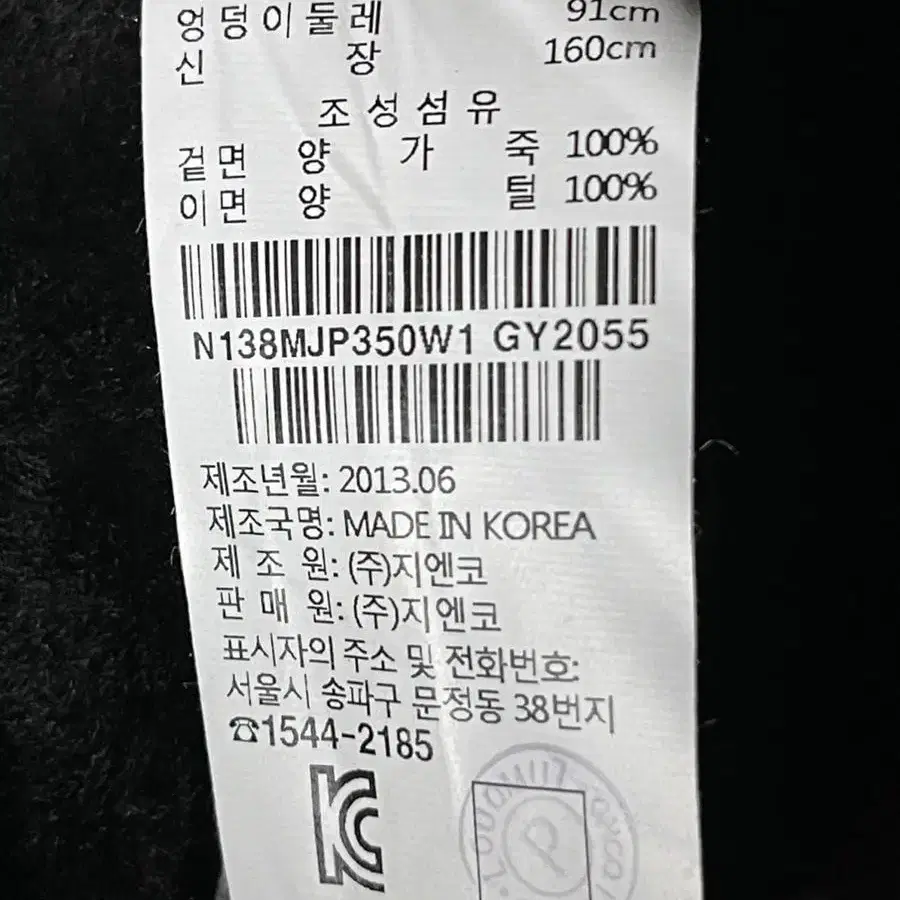 엉덩이둘레 91cm
신장 160cm
조성섬유
겉면 양가죽 100%
이면 양털 100%
N138MJP350W1 GY2055
제조년월: 2013.06
제조국명: MADE IN KOREA
제 조 원: (주)지엔코
판 매 원: (주)지엔코
표시자의 주소 및 전화번호:
서울시 송파구 문정동 38번지
☎1544-2185
KC